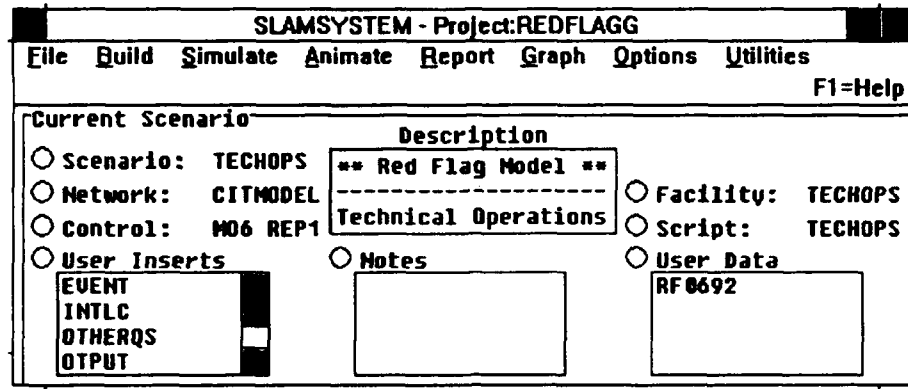 SLAMSYSTEM - Project:REDFLAGG
File Build Simulate Animate Report Graph Options Utilities
F1=Help
Current Scenario
Description
Scenario: TECHOPS
** Red Flag Model **
--------------------
Technical Operations
Network: CITMODEL
Control: MO6 REP1
Facility: TECHOPS
Script: TECHOPS
User Inserts
EVENT
INTLC
OTHERQS
OTPUT
Notes
User Data
RF0692